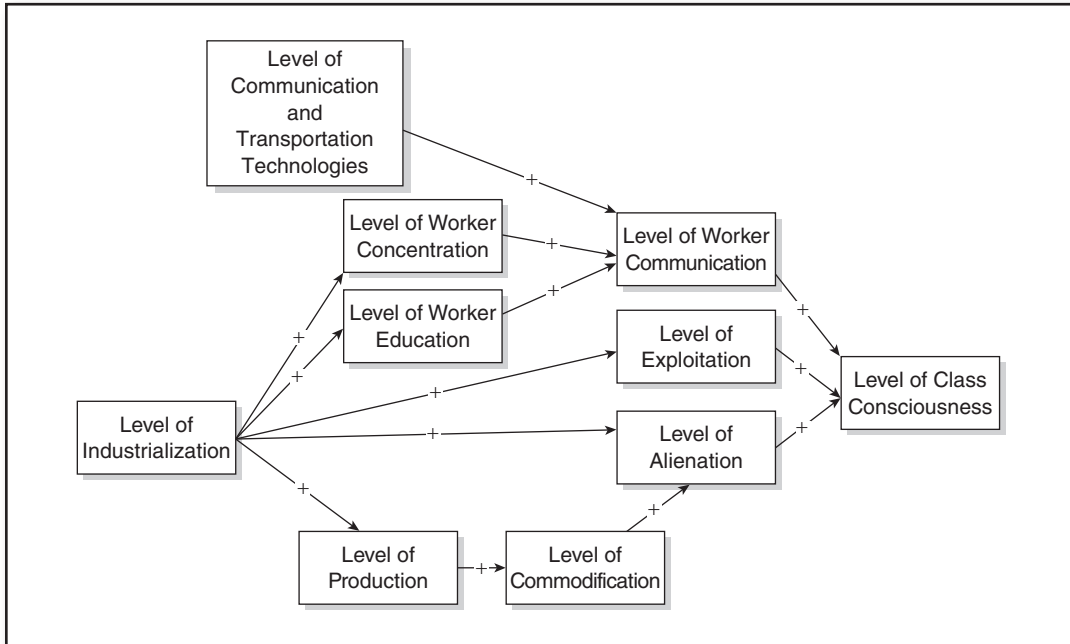 Level of
Communication
and
Transportation
Technologies
+
Level of Worker
Concentration
+
Level of Worker
Communication
Level of Worker
Education
+
+
+
+
Level of
Exploitation
+
Level of Class
Consciousness
+
Level of
Industrialization
+
Level of
Alienation
+
+
+
Level of
Production
+
Level of
Commodification